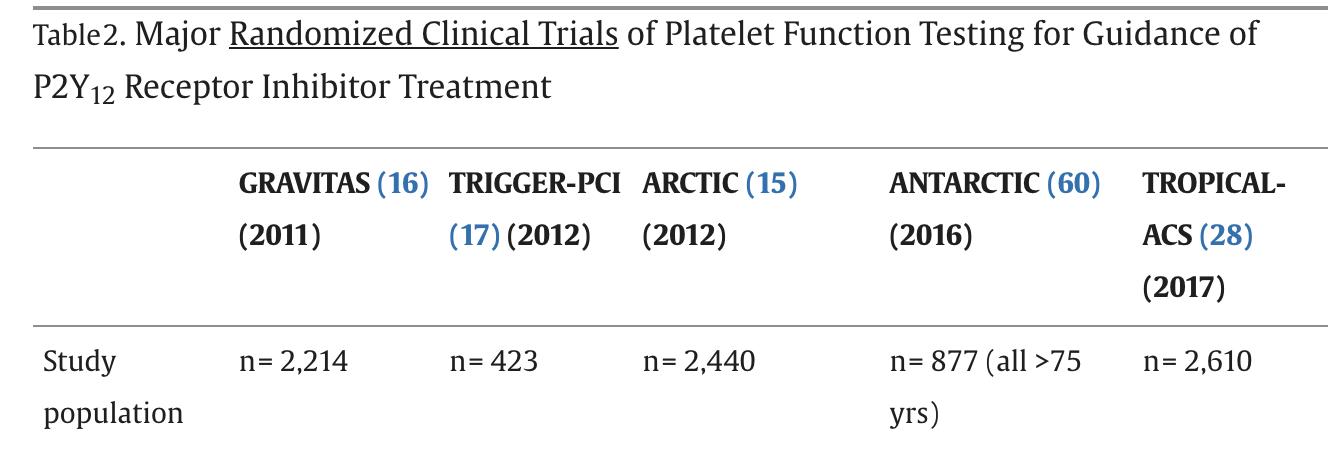 Table2. Major Randomized Clinical Trials of Platelet Function Testing for Guidance of
P2Y12 Receptor Inhibitor Treatment
GRAVITAS (16) TRIGGER-PCI ARCTIC (15) ANTARCTIC (60) TROPICAL-
(2011) (17) (2012) (2012) (2016) ACS (28)
(2017)
Study n= 2,214 n= 423 n= 2,440 n= 877 (all >75 n= 2,610
population yrs)